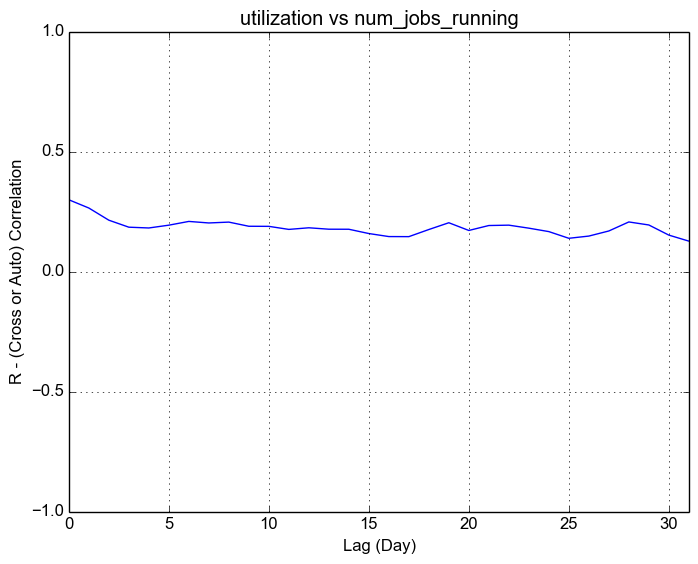 utilization vs num_jobs_running
1.0
0.5
0.0
−0.5
−1.0
R - (Cross or Auto) Correlation
0 5 10 15 20 25 30
Lag (Day)